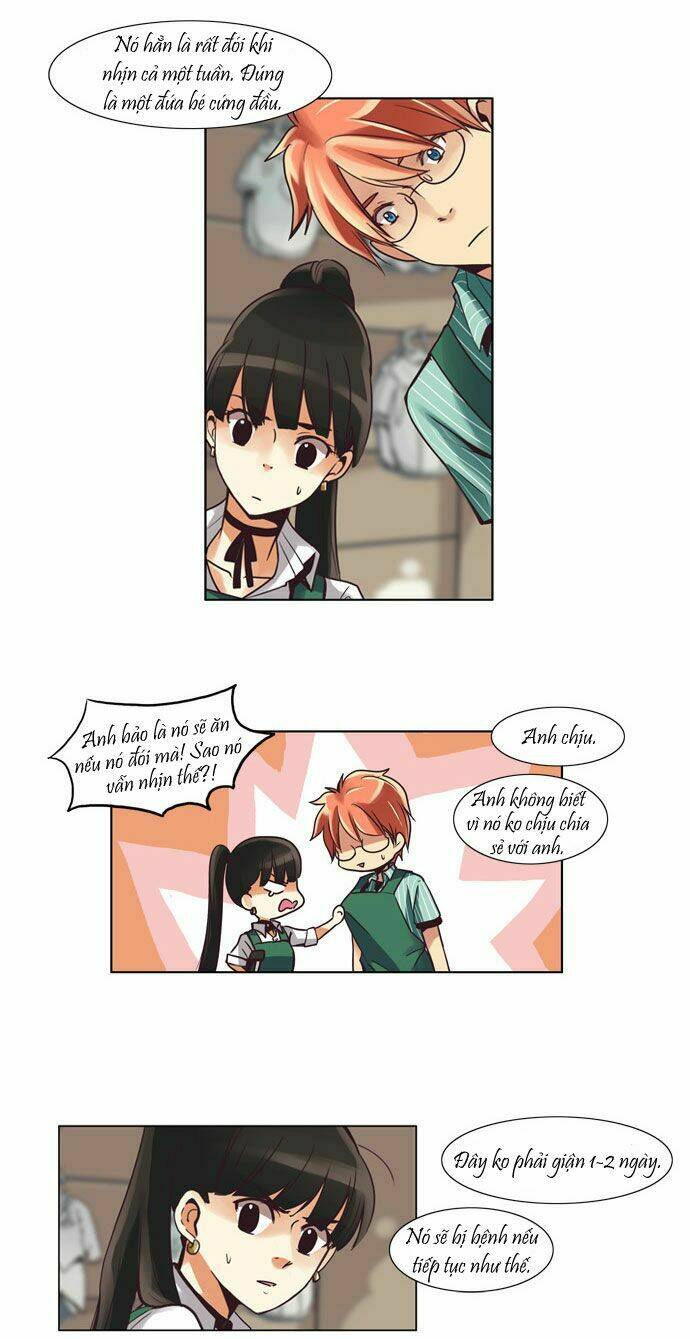 Nó hẳn là rất đói khi
nhịn cả một tuần. Đúng
là một đứa bé cứng đầu.
Anh bảo là nó sẽ ăn
nếu nó đói mà! Sao nó
vẫn nhịn thế?!
Anh chịu.
Anh không biết
vì nó ko chịu chia
sẻ với anh.
Đây ko phải giận 1-2 ngày.
Nó sẽ bị bệnh nếu
tiếp tục như thế.